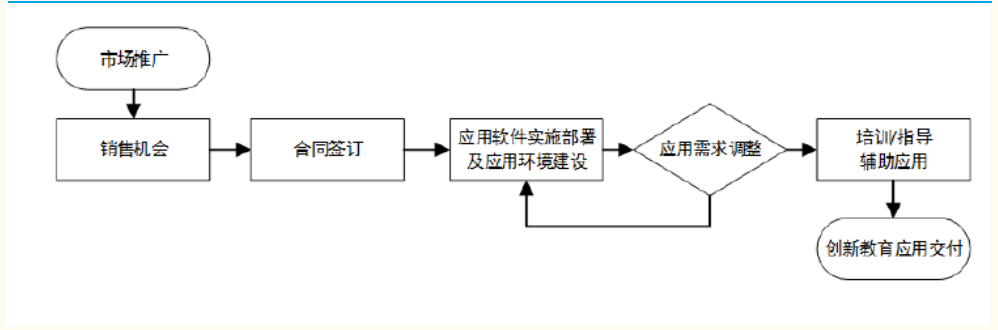 市场推广
销售机会
合同签订
应用软件实施部署
及应用环境建设
应用需求调整
培训/指导
辅助应用
创新教育应用交付